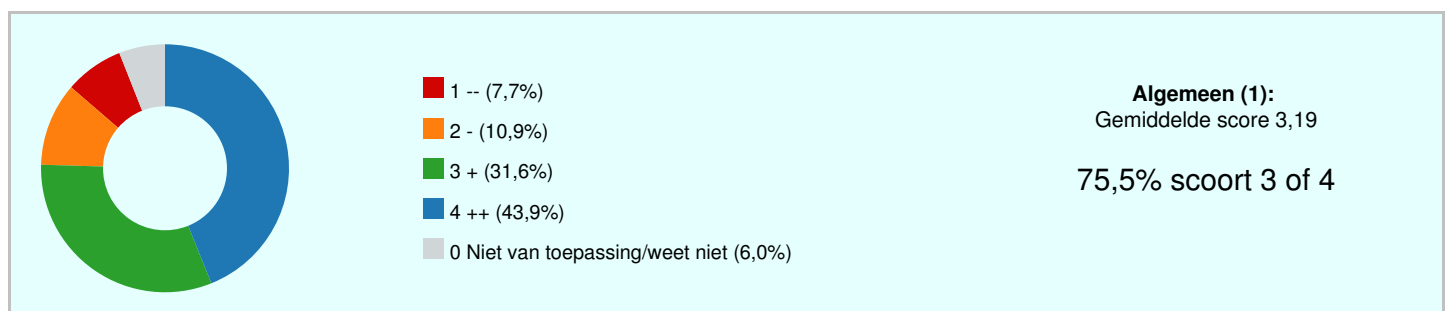 1 -- (7,7%)
2 - (10,9%)
3 + (31,6%)
4 ++ (43,9%)
0 Niet van toepassing/weet niet (6,0%)
Algemeen (1):
Gemiddelde score 3,19
75,5% scoort 3 of 4